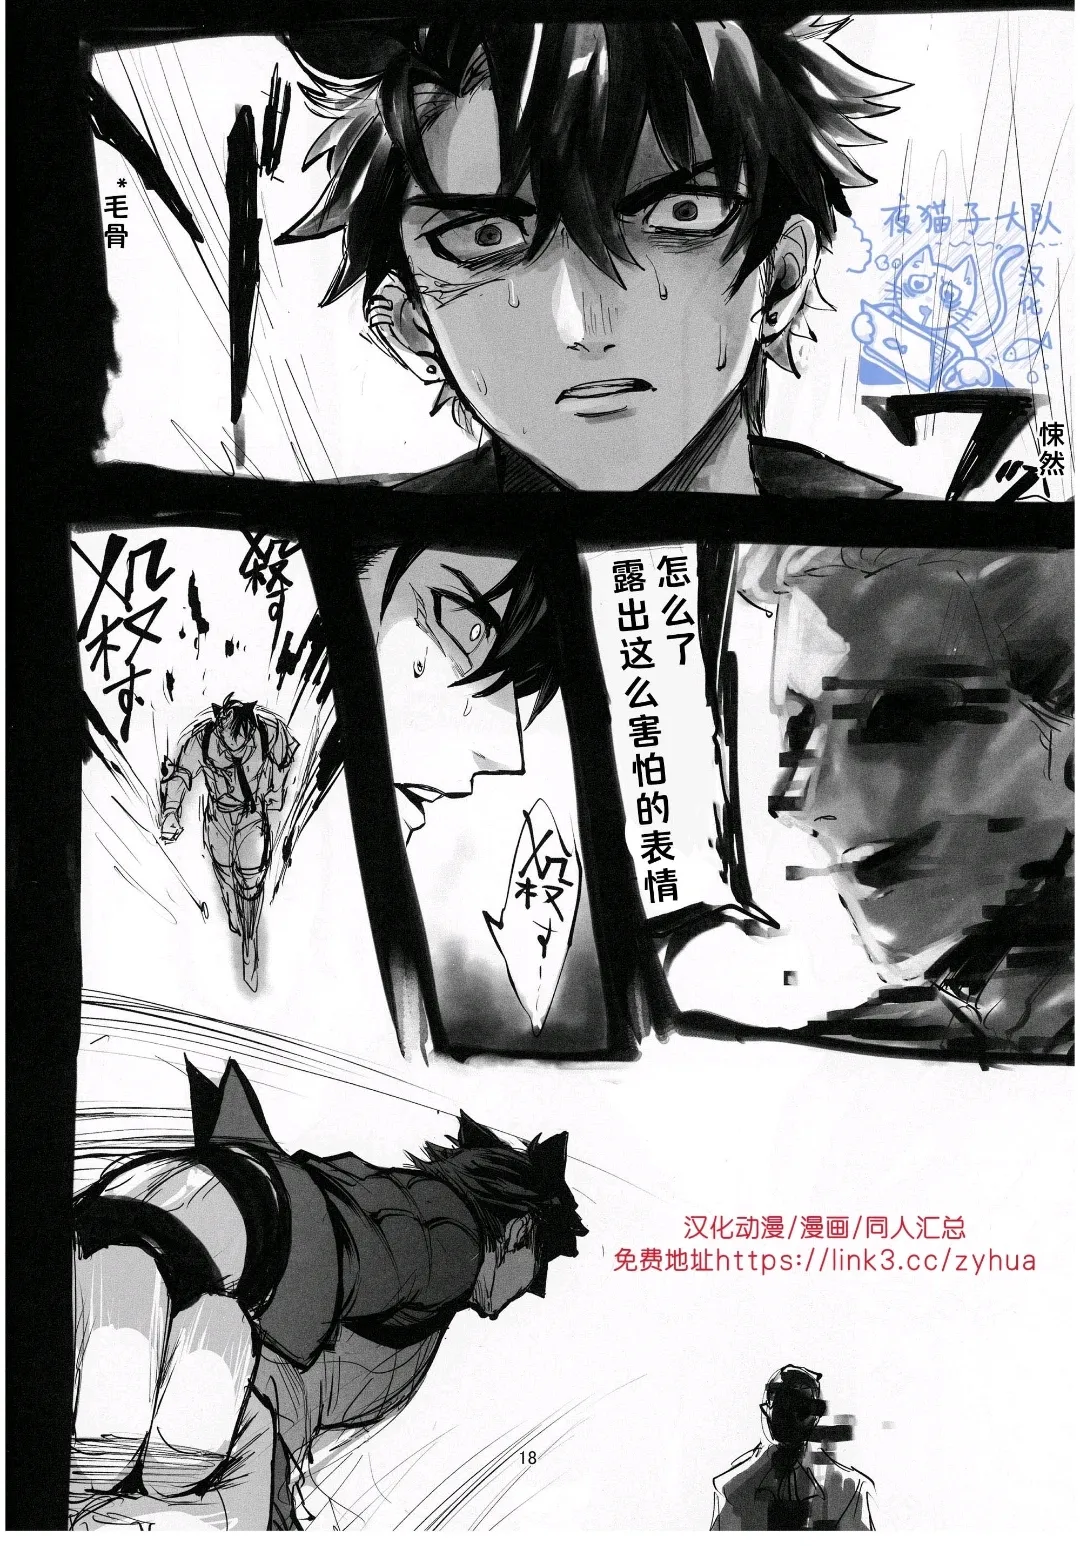 *毛骨
悚然
夜猫子大队
汉化
怎么了
露出这么害怕的表情
殺す…
殺す
殺す
汉化动漫/漫画/同人汇总
免费地址https://link3.cc/zyhua
18